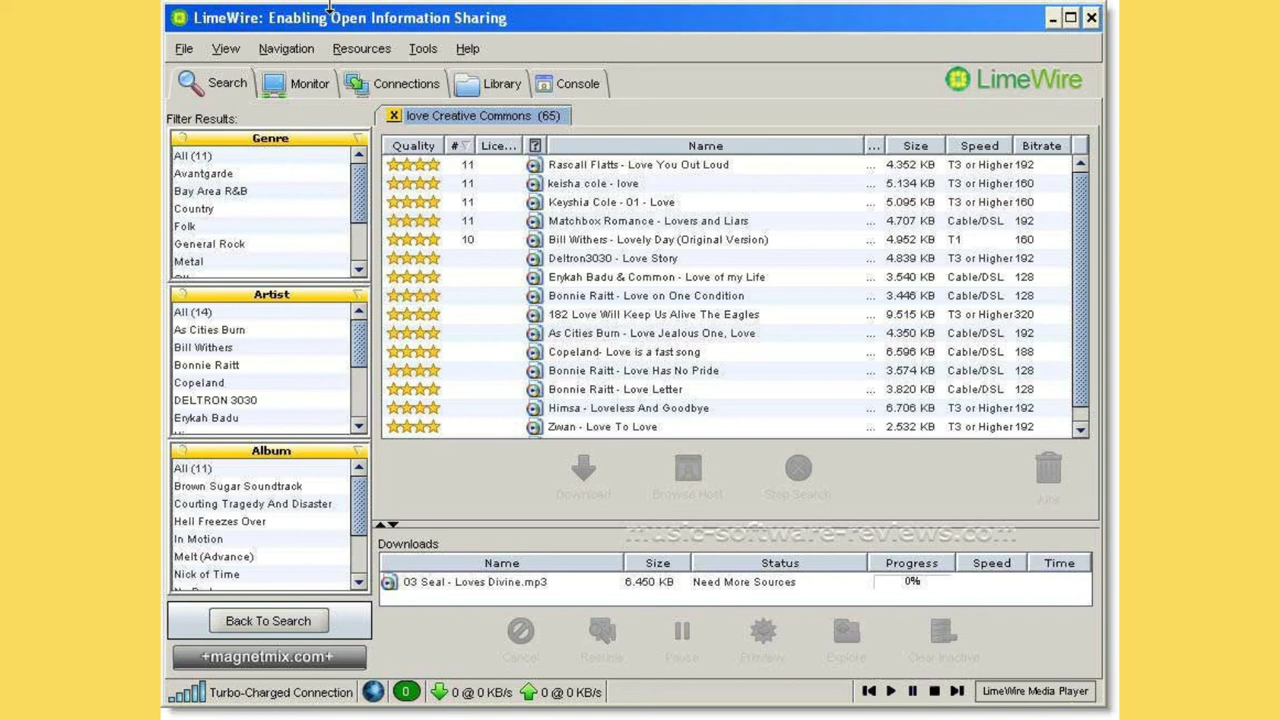 LimeWire: Enabling Open Information Sharing
File View Navigation Resources Tools Help
Search Monitor Connections Library Console LimeWire
Filter Results:
love Creative Commons (65)
Genre
All (11)
Avantgarde
Bay Area R&B
Country
Folk
General Rock
Metal
Artist
All (14)
As Cities Burn
Bill Withers
Bonnie Raitt
Copeland
DELTRON 3030
Erykah Badu
Album
All (11)
Brown Sugar Soundtrack
Courting Tragedy And Disaster
Hell Freezes Over
In Motion
Melt (Advance)
Nick of Time
Back To Search
+magnetmix.com+
Quality # Lice... ? Name ... Size Speed Bitrate
11 Rascall Flatts - Love You Out Loud ... 4.352 KB T3 or Higher 192
11 keisha cole - love ... 5.134 KB T3 or Higher 160
11 Keyshia Cole - 01 - Love ... 5.095 KB T3 or Higher 160
11 Matchbox Romance - Lovers and Liars ... 4.707 KB Cable/DSL 192
10 Bill Withers - Lovely Day (Original Version) ... 4.952 KB T1 160
Deltron3030 - Love Story ... 4.839 KB T3 or Higher 192
Erykah Badu & Common - Love of my Life ... 3.540 KB Cable/DSL 128
Bonnie Raitt - Love on One Condition ... 3.446 KB Cable/DSL 128
182 Love Will Keep Us Alive The Eagles ... 9.515 KB T3 or Higher 320
As Cities Burn - Love Jealous One, Love ... 4.350 KB Cable/DSL 192
Copeland- Love is a fast song ... 6.596 KB Cable/DSL 188
Bonnie Raitt - Love Has No Pride ... 3.574 KB Cable/DSL 128
Bonnie Raitt - Love Letter ... 3.820 KB Cable/DSL 128
Himsa - Loveless And Goodbye ... 6.706 KB T3 or Higher 192
Zwan - Love To Love ... 2.532 KB T3 or Higher 192
Download Browse Host Stop Search Junk
music-software-reviews.com
Downloads
Name Size Status Progress Speed Time
03 Seal - Loves Divine.mp3 6.450 KB Need More Sources 0%
Cancel Resume Pause Preview Explore Clear Inactive
Turbo-Charged Connection 0 0 @ 0 KB/s 0 @ 0 KB/s LimeWire Media Player